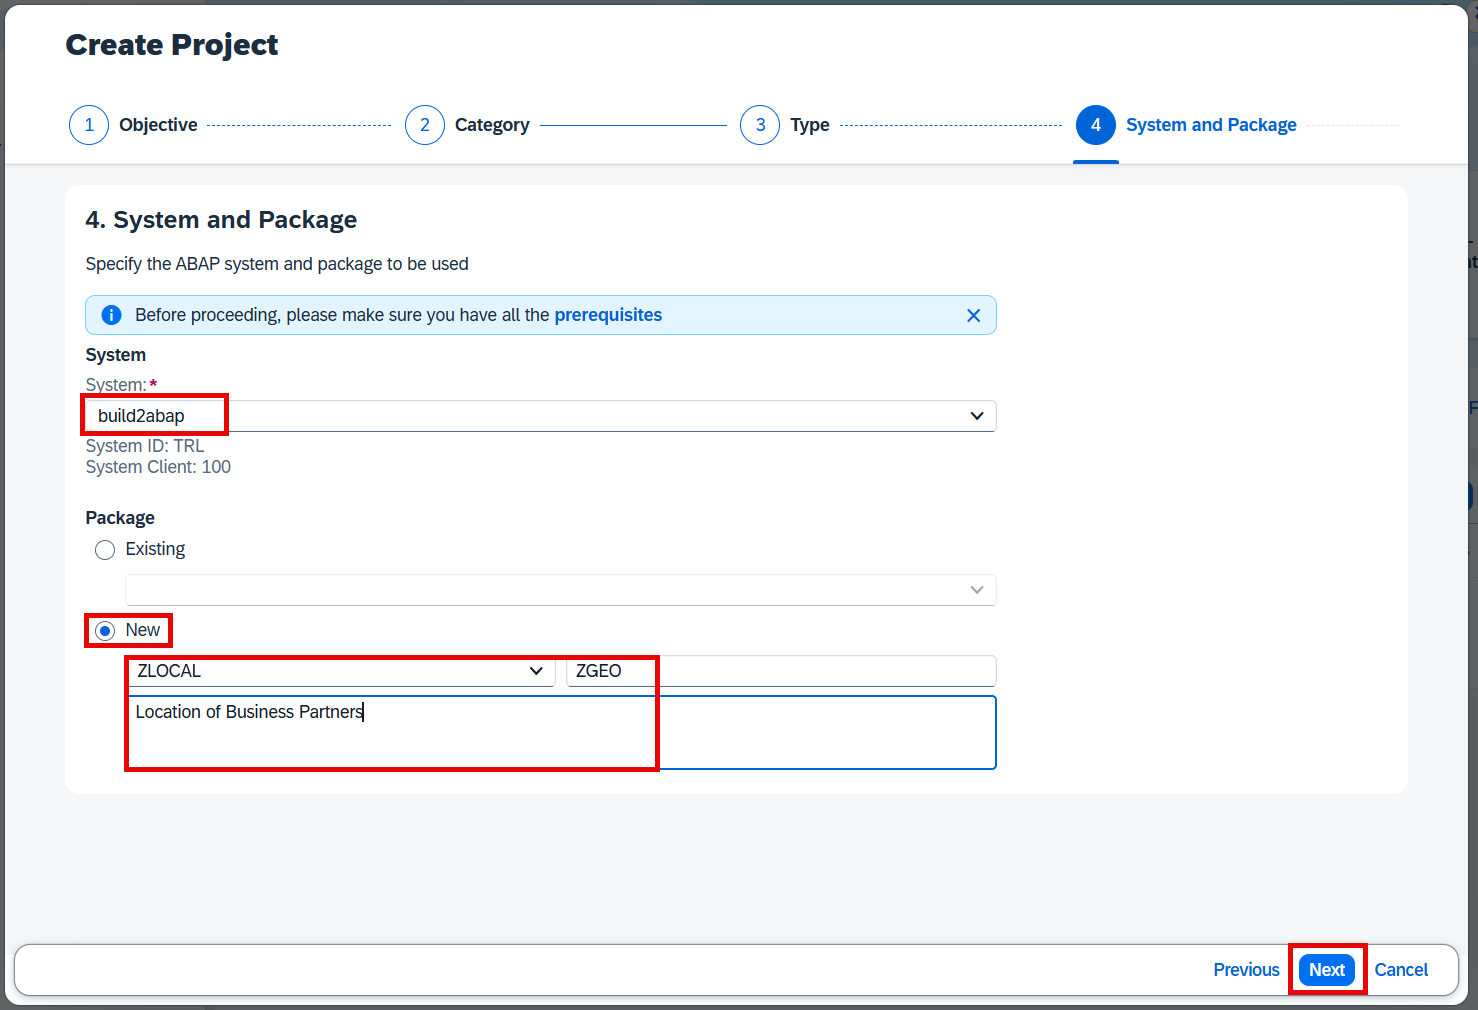 Create Project
1 Objective 2 Category 3 Type 4 System and Package
4. System and Package
Specify the ABAP system and package to be used
Before proceeding, please make sure you have all the prerequisites
System
System:*
build2abap
System ID: TRL
System Client: 100
Package
Existing
New
ZLOCAL ZGEO
Location of Business Partners
Previous Next Cancel